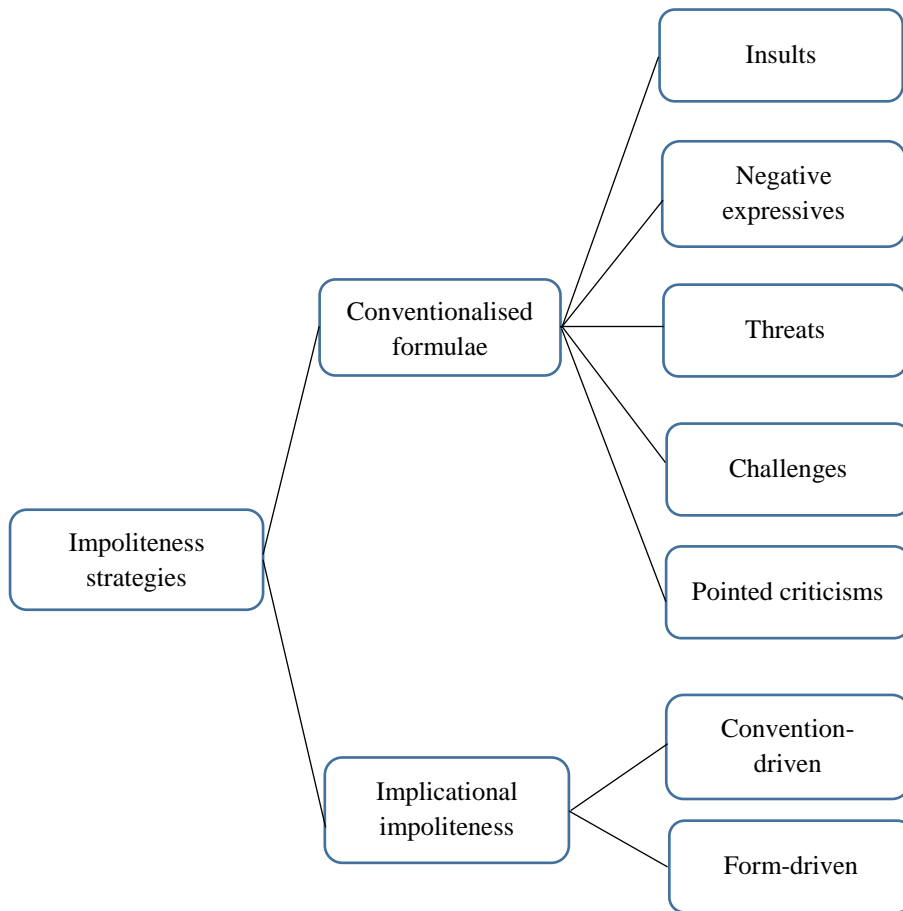 Insults
Negative
expressives
Conventionalised
formulae
Threats
Challenges
Impoliteness
strategies
Pointed criticisms
Convention-
driven
Implicational
impoliteness
Form-driven